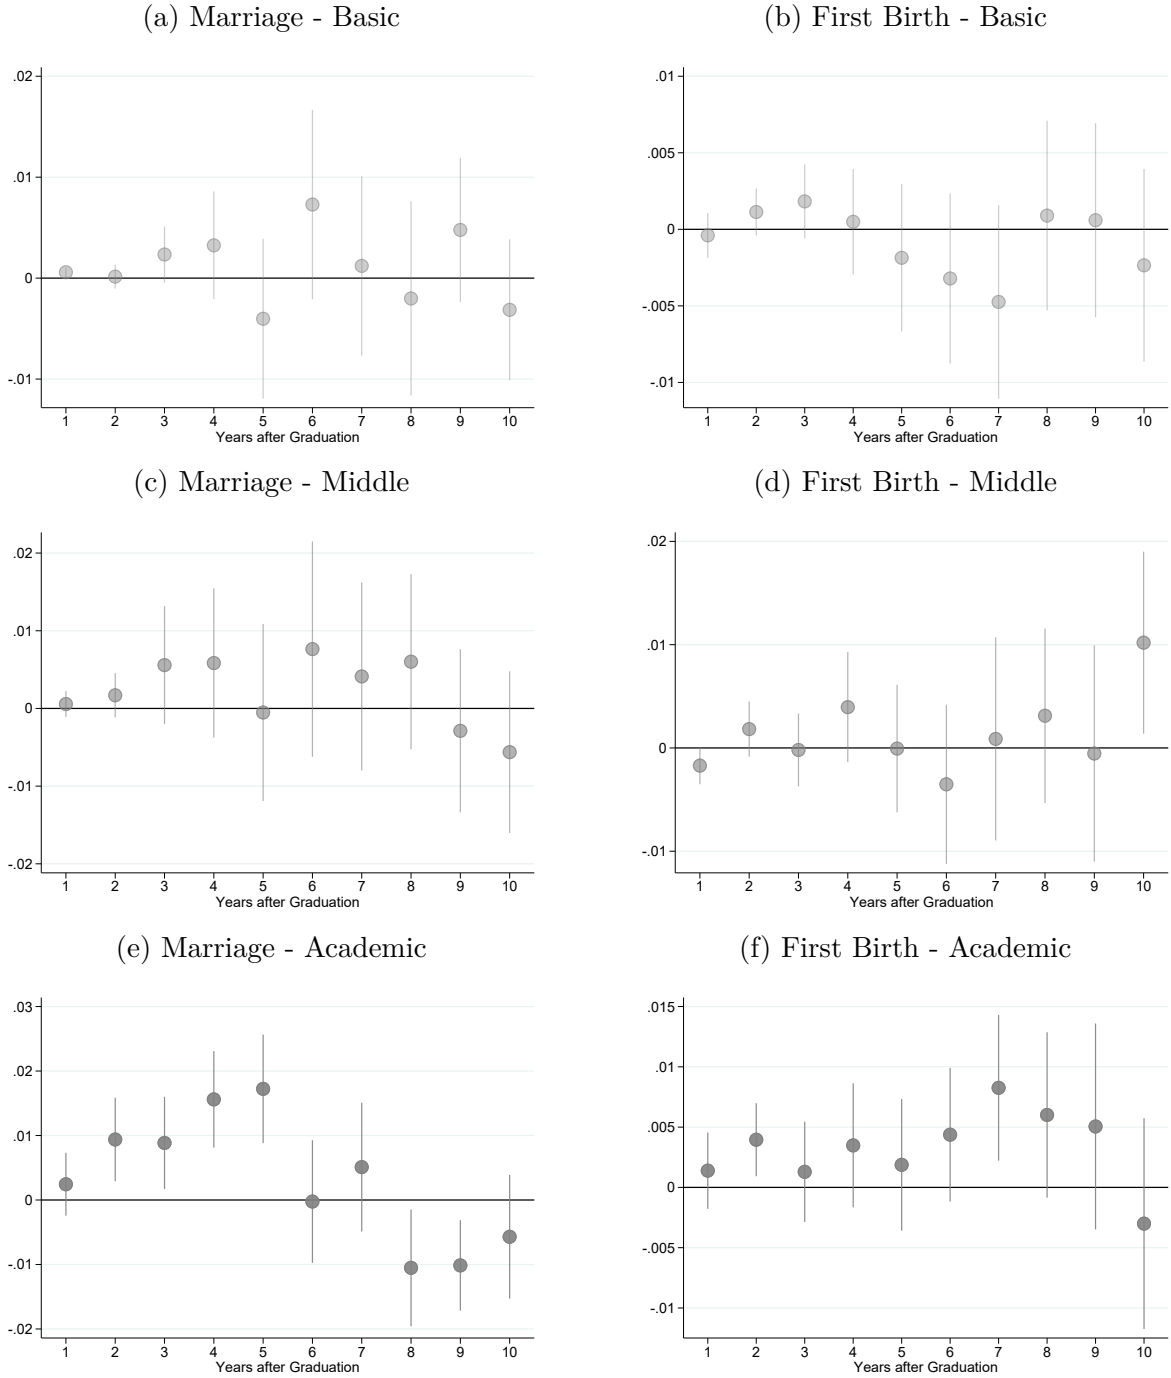 (a) Marriage - Basic
.02
.01
0
-.01
1 2 3 4 5 6 7 8 9 10
Years after Graduation
(b) First Birth - Basic
.01
.005
0
-.005
-.01
1 2 3 4 5 6 7 8 9 10
Years after Graduation
(c) Marriage - Middle
.02
.01
0
-.01
-.02
1 2 3 4 5 6 7 8 9 10
Years after Graduation
(d) First Birth - Middle
.02
.01
0
-.01
1 2 3 4 5 6 7 8 9 10
Years after Graduation
(e) Marriage - Academic
.03
.02
.01
0
-.01
-.02
1 2 3 4 5 6 7 8 9 10
Years after Graduation
(f) First Birth - Academic
.015
.01
.005
0
-.005
-.01
1 2 3 4 5 6 7 8 9 10
Years after Graduation